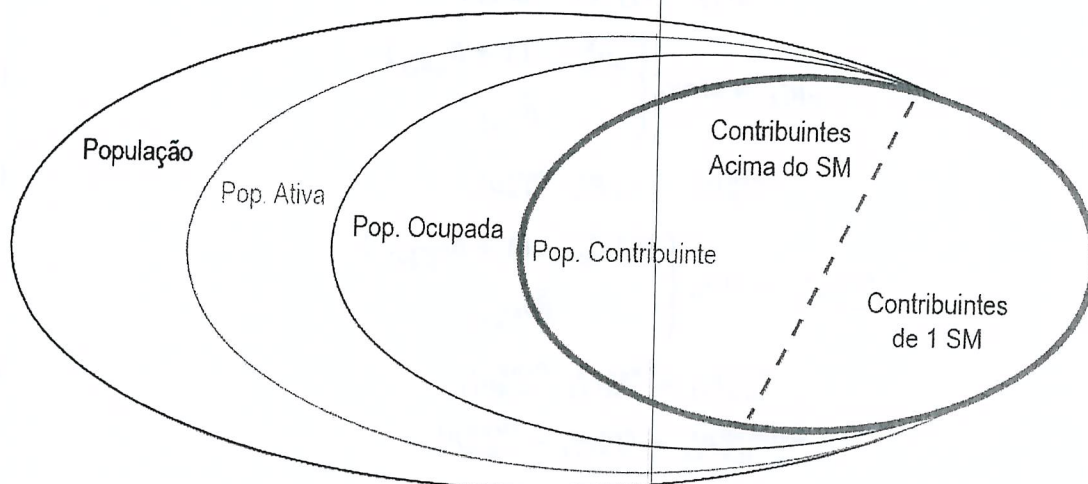 População
Pop. Ativa
Pop. Ocupada
Pop. Contribuinte
Contribuintes
Acima do SM
Contribuintes
de 1 SM